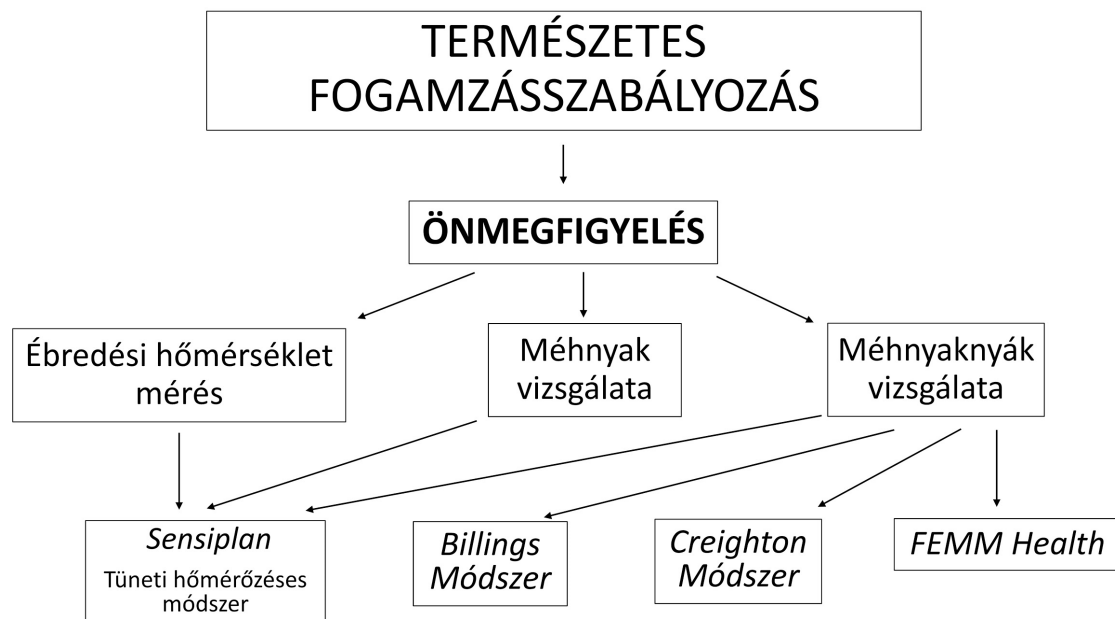 TERMÉSZETES
FOGAMZÁSSZABÁLYOZÁS
ÖNMEGFIGYELÉS
Ébredési hőmérséklet
mérés
Méhnyak
vizsgálata
Méhnyaknyák
vizsgálata
Sensiplan
Tüneti hőmérőzéses
módszer
Billings
Módszer
Creighton
Módszer
FEMM Health